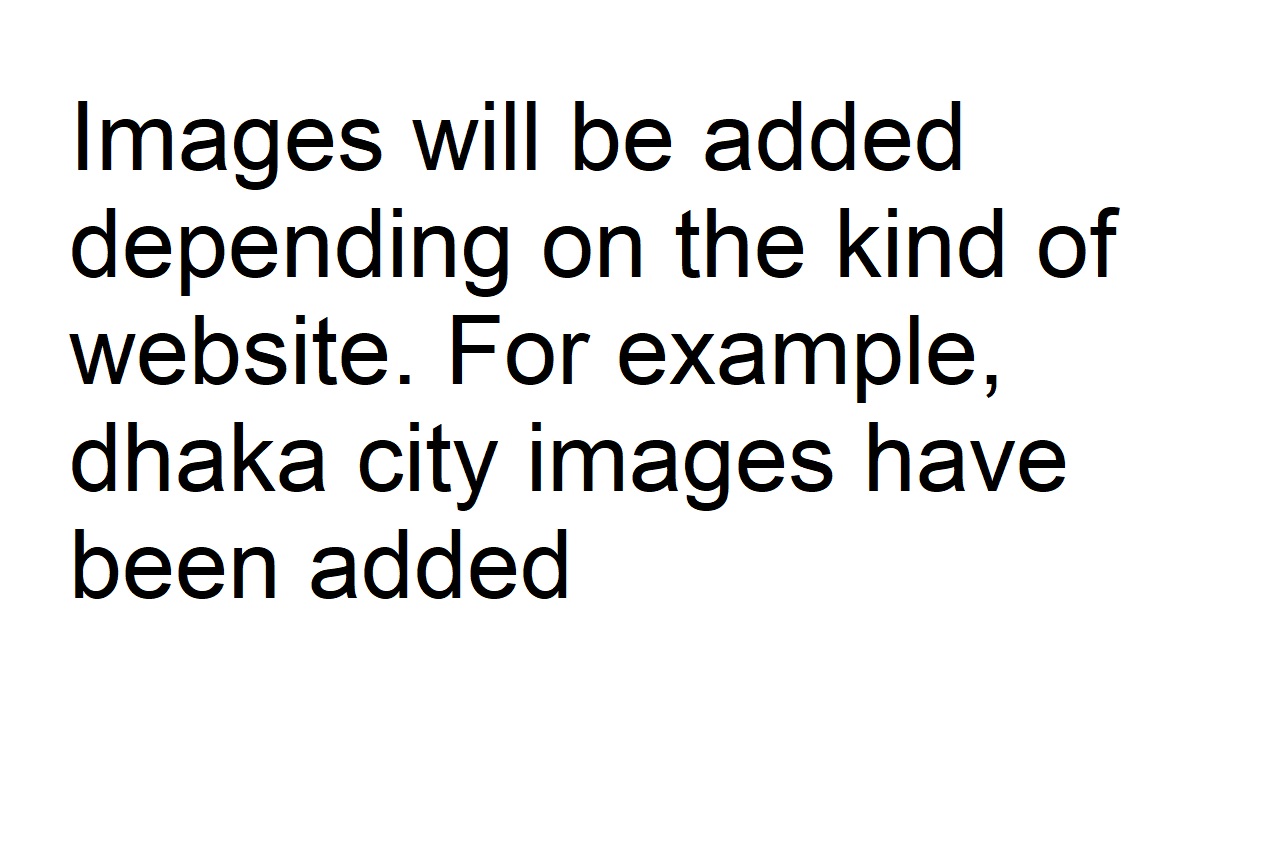 Images will be added
depending on the kind of
website. For example,
dhaka city images have
been added